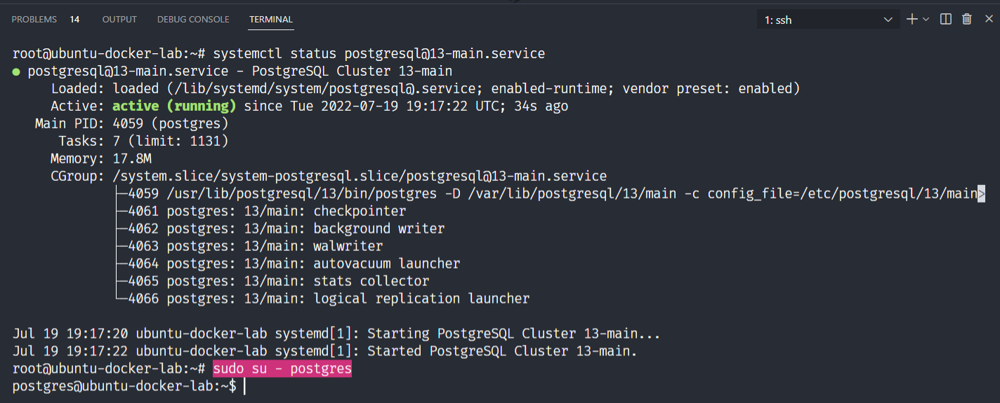 PROBLEMS 14 OUTPUT DEBUG CONSOLE TERMINAL 1: ssh
root@ubuntu-docker-lab:~# systemctl status postgresql@13-main.service
● postgresql@13-main.service - PostgreSQL Cluster 13-main
Loaded: loaded (/lib/systemd/system/postgresql@.service; enabled-runtime; vendor preset: enabled)
Active: active (running) since Tue 2022-07-19 19:17:22 UTC; 34s ago
Main PID: 4059 (postgres)
Tasks: 7 (limit: 1131)
Memory: 17.8M
CGroup: /system.slice/system-postgresql.slice/postgresql@13-main.service
├─4059 /usr/lib/postgresql/13/bin/postgres -D /var/lib/postgresql/13/main -c config_file=/etc/postgresql/13/main>
├─4061 postgres: 13/main: checkpointer
├─4062 postgres: 13/main: background writer
├─4063 postgres: 13/main: walwriter
├─4064 postgres: 13/main: autovacuum launcher
├─4065 postgres: 13/main: stats collector
└─4066 postgres: 13/main: logical replication launcher
Jul 19 19:17:20 ubuntu-docker-lab systemd[1]: Starting PostgreSQL Cluster 13-main...
Jul 19 19:17:22 ubuntu-docker-lab systemd[1]: Started PostgreSQL Cluster 13-main.
root@ubuntu-docker-lab:~# sudo su - postgres
postgres@ubuntu-docker-lab:~$